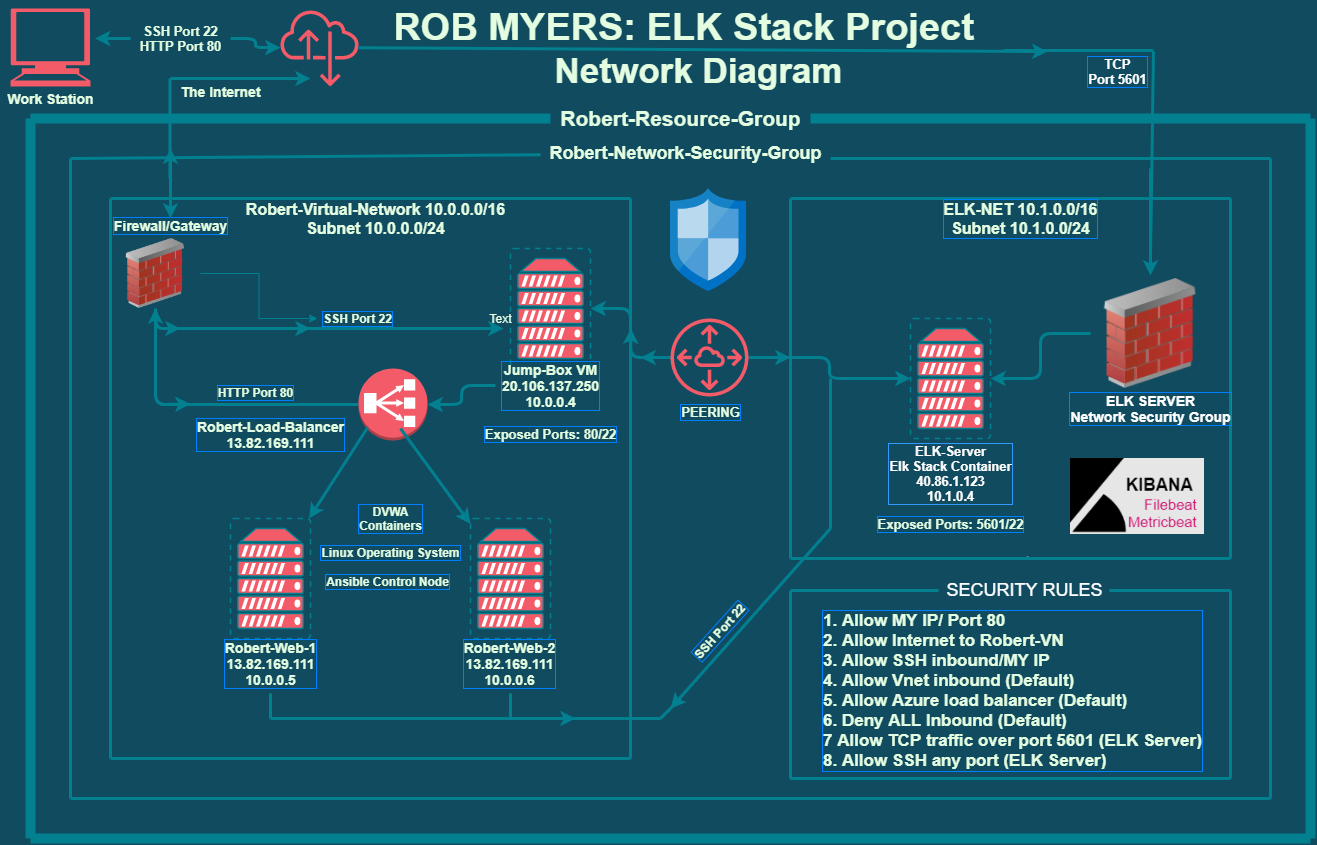 ROB MYERS: ELK Stack Project
Network Diagram
SSH Port 22
HTTP Port 80
Work Station
The Internet
TCP
Port 5601
Robert-Resource-Group
Robert-Network-Security-Group
Robert-Virtual-Network 10.0.0.0/16
Subnet 10.0.0.0/24
Firewall/Gateway
SSH Port 22
Text
Jump-Box VM
20.106.137.250
10.0.0.4
Exposed Ports: 80/22
HTTP Port 80
Robert-Load-Balancer
13.82.169.111
DVWA
Containers
Linux Operating System
Ansible Control Node
Robert-Web-1
13.82.169.111
10.0.0.5
Robert-Web-2
13.82.169.111
10.0.0.6
PEERING
SSH Port 22
ELK-NET 10.1.0.0/16
Subnet 10.1.0.0/24
ELK SERVER
Network Security Group
ELK-Server
Elk Stack Container
40.86.1.123
10.1.0.4
Exposed Ports: 5601/22
KIBANA
Filebeat
Metricbeat
SECURITY RULES
1. Allow MY IP/ Port 80
2. Allow Internet to Robert-VN
3. Allow SSH inbound/MY IP
4. Allow Vnet inbound (Default)
5. Allow Azure load balancer (Default)
6. Deny ALL Inbound (Default)
7 Allow TCP traffic over port 5601 (ELK Server)
8. Allow SSH any port (ELK Server)